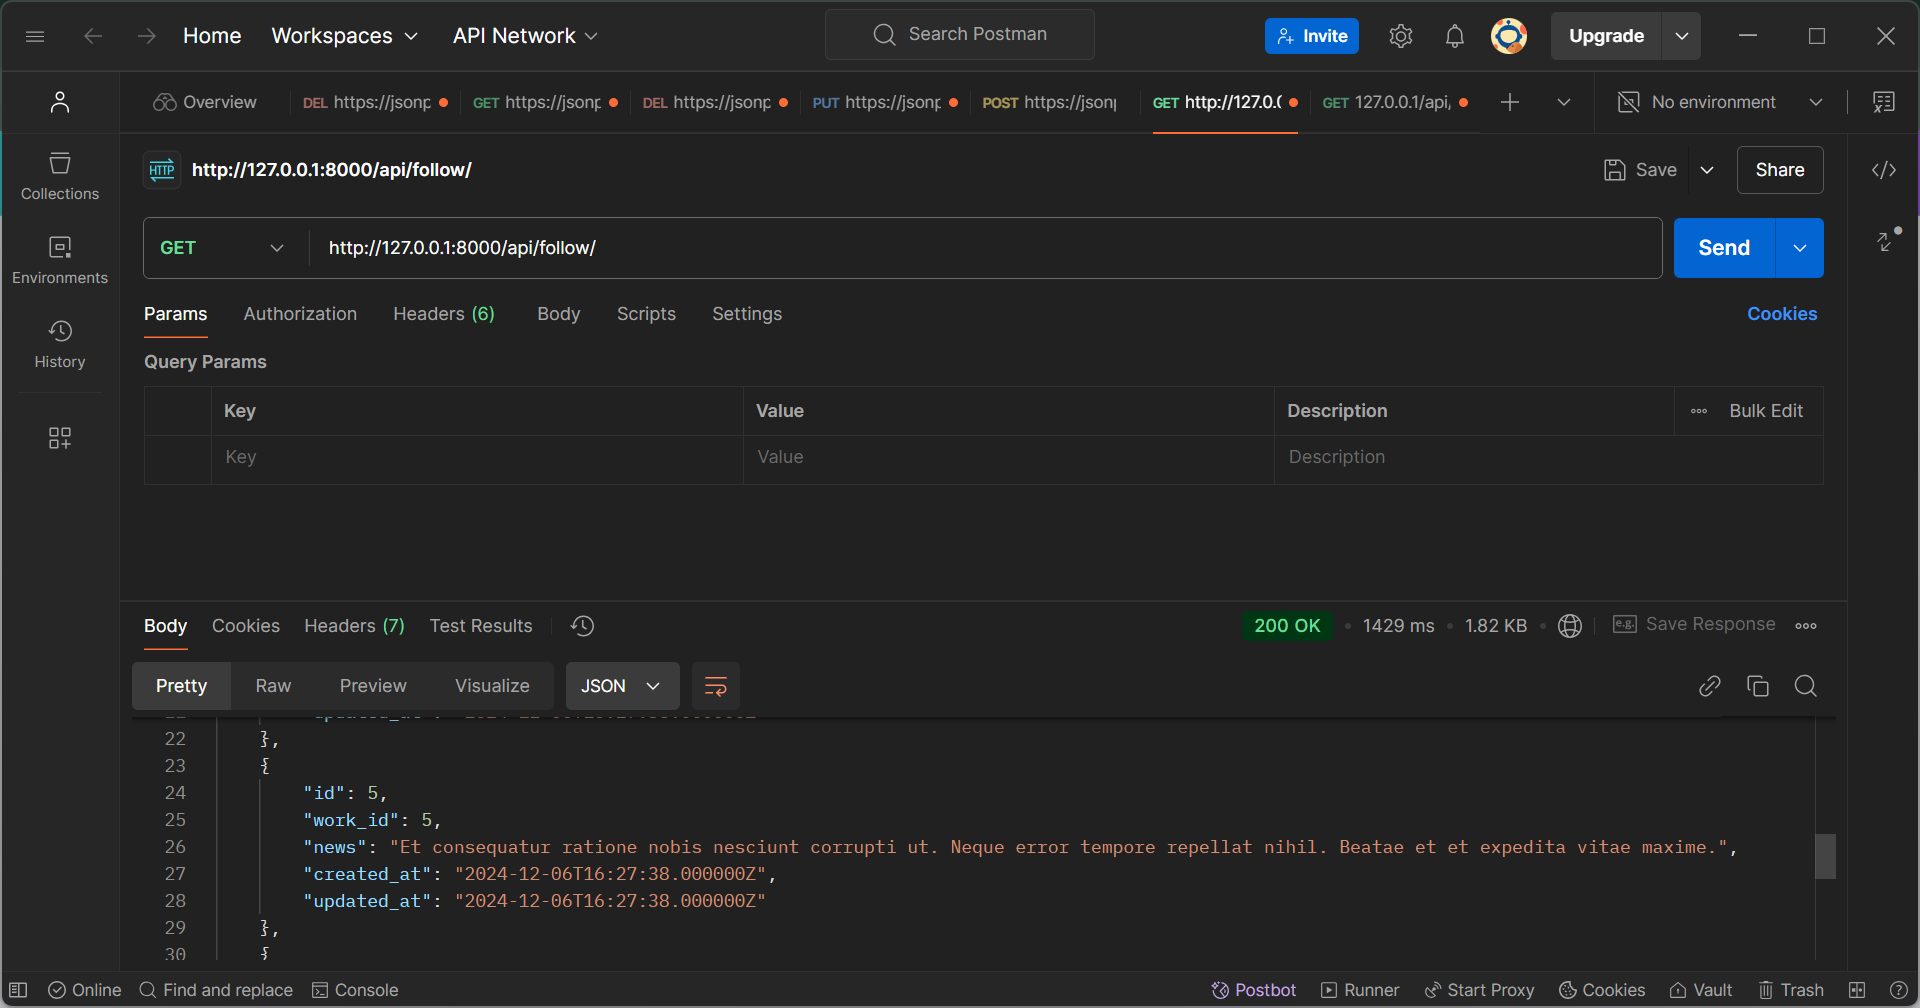 Home Workspaces API Network Search Postman Invite Upgrade
Overview DEL https://jsonp GET https://jsonp DEL https://jsonp PUT https://jsonp POST https://jsonp GET http://127.0.0 GET 127.0.0.1/api, No environment
HTTP http://127.0.0.1:8000/api/follow/ Save Share
Collections
GET http://127.0.0.1:8000/api/follow/ Send
Environments
Params Authorization Headers (6) Body Scripts Settings Cookies
History
Query Params
Key Value Description Bulk Edit
Key Value Description
Body Cookies Headers (7) Test Results 200 OK 1429 ms 1.82 KB e.g. Save Response
Pretty Raw Preview Visualize JSON
22 },
23 {
24 "id": 5,
25 "work_id": 5,
26 "news": "Et consequatur ratione nobis nesciunt corrupti ut. Neque error tempore repellat nihil. Beatae et et expedita vitae maxime.",
27 "created_at": "2024-12-06T16:27:38.000000Z",
28 "updated_at": "2024-12-06T16:27:38.000000Z"
29 },
30 {
Online Find and replace Console Postbot Runner Start Proxy Cookies Vault Trash